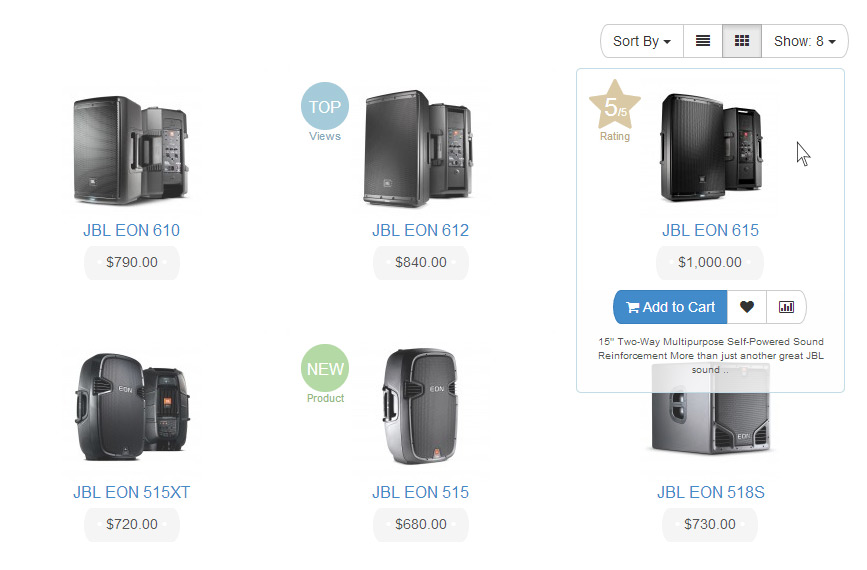 Sort By
Show: 8
TOP
Views
5/5
Rating
JBL EON 610
JBL EON 612
JBL EON 615
$790.00
$840.00
$1,000.00
Add to Cart
15" Two-Way Multipurpose Self-Powered Sound
Reinforcement More than just another great JBL
sound ..
NEW
Product
EON
EON
EON
JBL EON 515XT
JBL EON 515
JBL EON 518S
$720.00
$680.00
$730.00